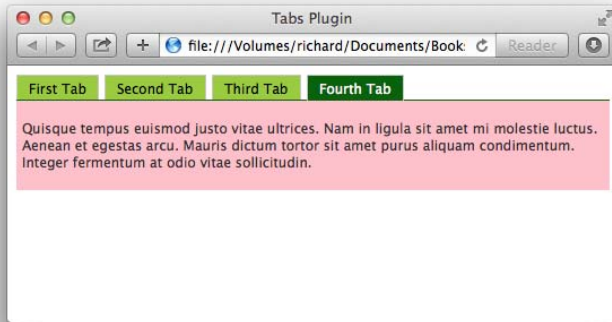 Tabs Plugin
file:///Volumes/richard/Documents/Book: Reader
First Tab Second Tab Third Tab Fourth Tab
Quisque tempus euismod justo vitae ultrices. Nam in ligula sit amet mi molestie luctus.
Aenean et egestas arcu. Mauris dictum tortor sit amet purus aliquam condimentum.
Integer fermentum at odio vitae sollicitudin.